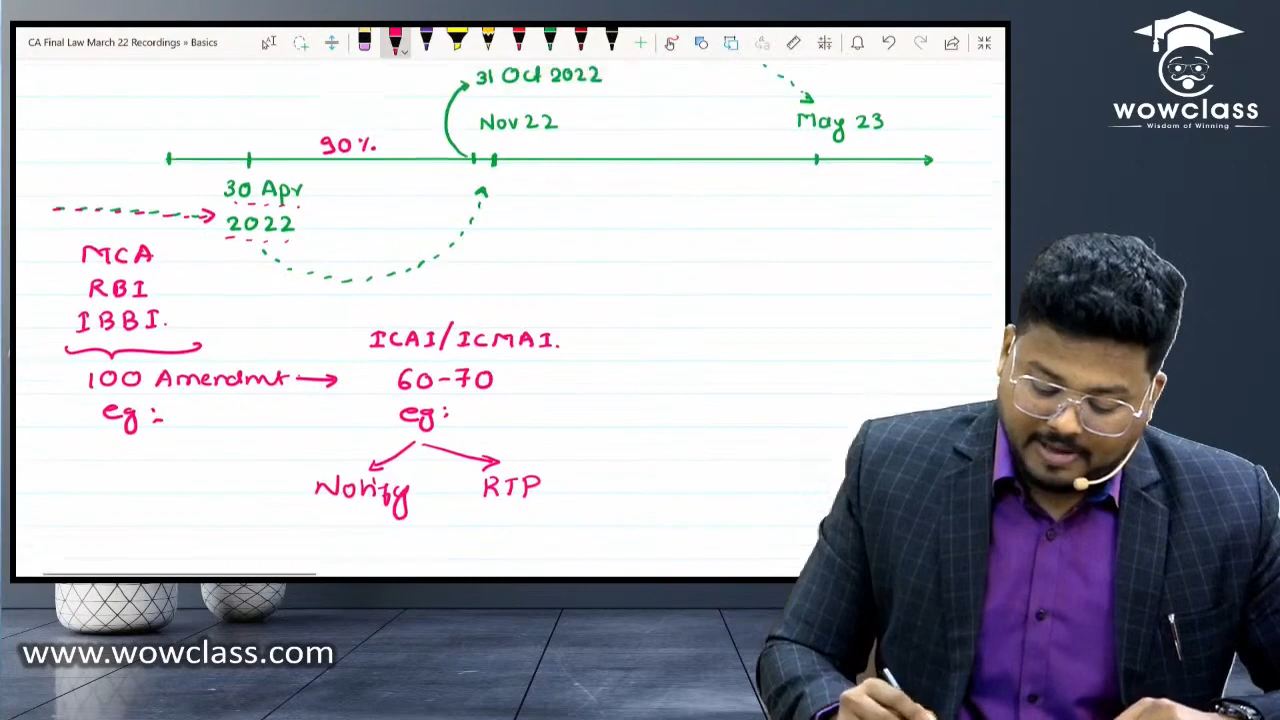 CA Final Law March 22 Recordings » Basics
31 Oct 2022
Nov 22
May 23
90%
30 Apr
2022
MCA
RBI
IBBI.
100 Amendmt → 60-70
eg :-
ICAI/ICMAI.
eg :
Notify
RTP
wowclass
Wisdom of Winning
www.wowclass.com